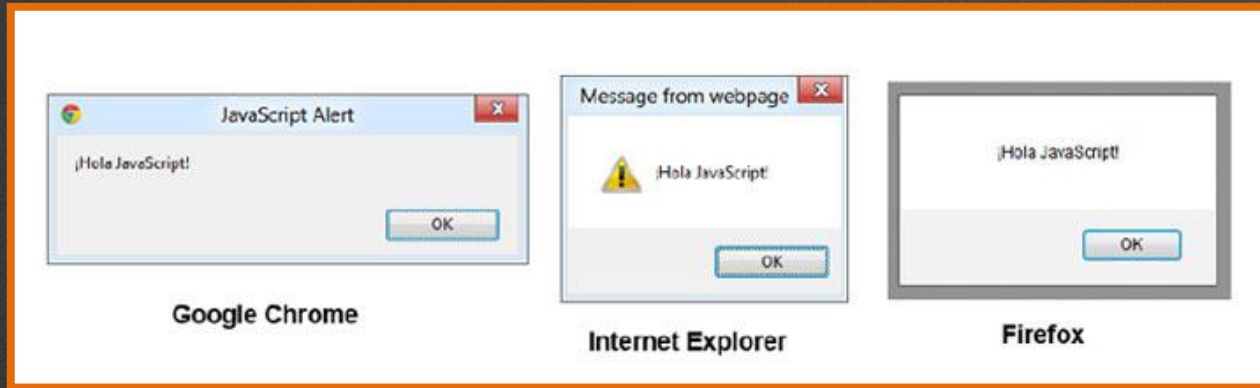 JavaScript Alert
¡Hola JavaScript!
OK
Google Chrome
Message from webpage
¡Hola JavaScript!
OK
Internet Explorer
¡Hola JavaScript!
OK
Firefox